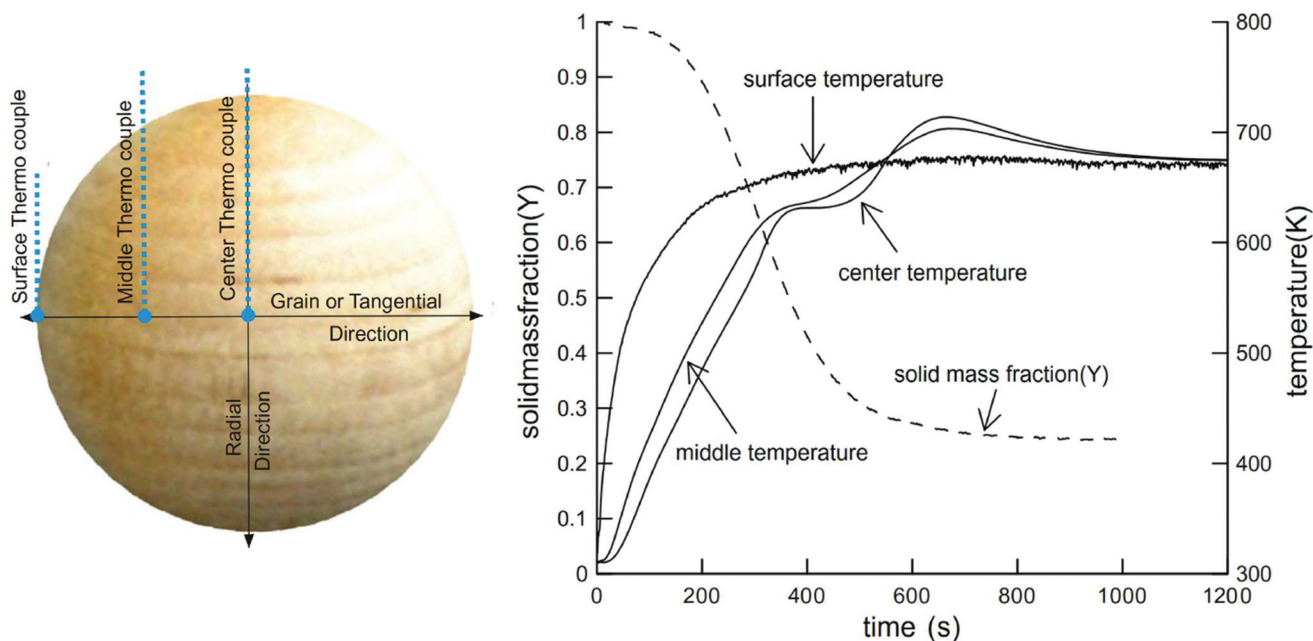 Surface Thermo couple
Middle Thermo couple
Center Thermo couple
Grain or Tangential
Direction
Radial
Direction
solidmassfraction(Y)
1
0.9
0.8
0.7
0.6
0.5
0.4
0.3
0.2
0.1
0
surface temperature
center temperature
solid mass fraction(Y)
middle temperature
800
700
600
500
400
300
temperature(K)
0
200
400
600
800
1000
1200
time (s)